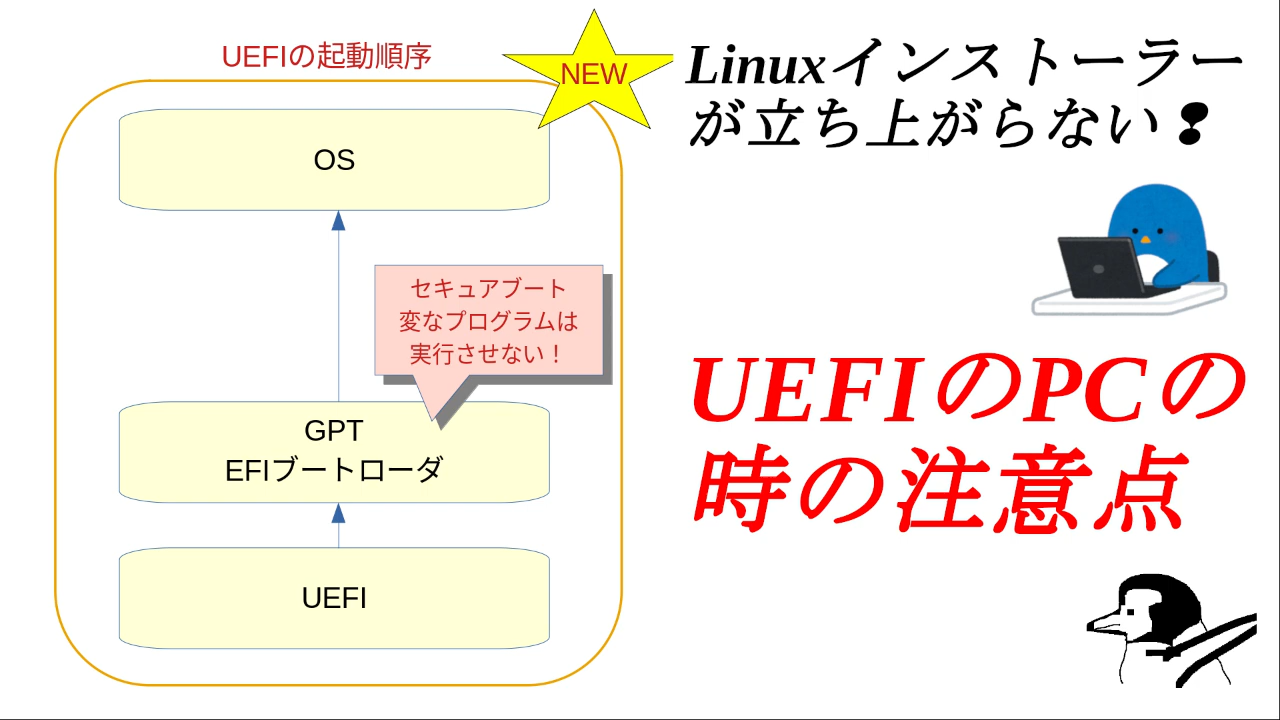 UEFIの起動順序
NEW
OS
セキュアブート
変なプログラムは
実行させない！
GPT
EFIブートローダ
UEFI
Linuxインストーラー
が立ち上がらない❢
UEFIのPCの
時の注意点